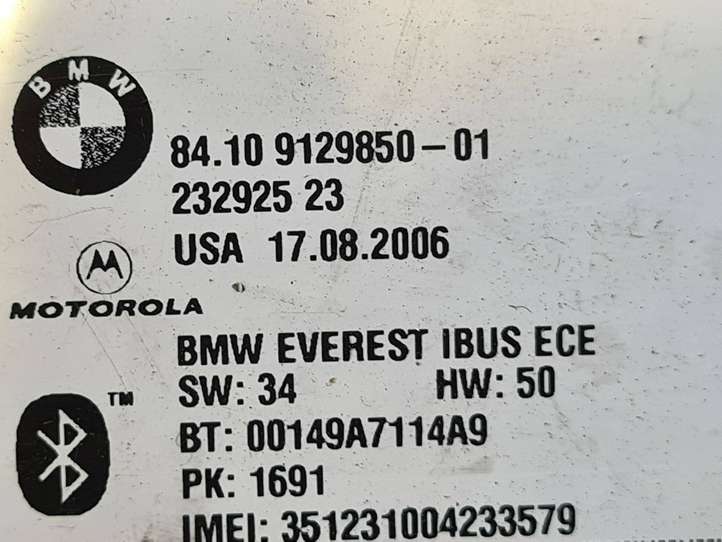 BMW
84.10 9129850-01
232925 23
USA 17.08.2006
MOTOROLA
BMW EVEREST IBUS ECE
SW: 34 HW: 50
TM
BT: 00149A7114A9
PK: 1691
IMEI: 351231004233579